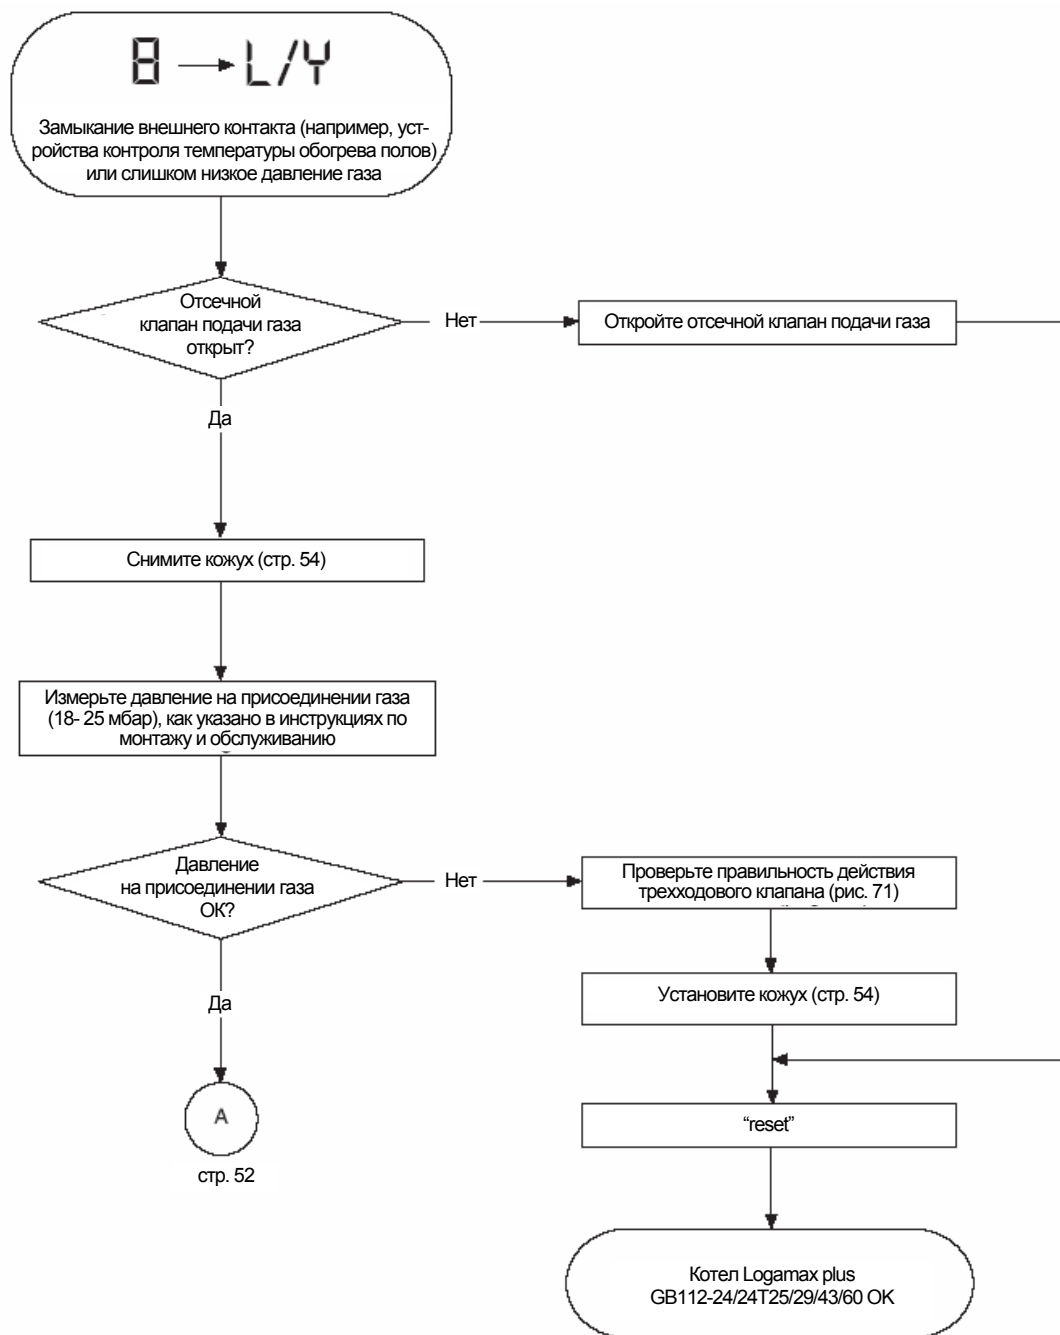 8 → L/Y
Замыкание внешнего контакта (например, уст-
ройства контроля температуры обогрева полов)
или слишком низкое давление газа
Отсечной
клапан подачи газа
открыт?
Нет
Откройте отсечной клапан подачи газа
Да
Снимите кожух (стр. 54)
Измерьте давление на присоединении газа
(18- 25 мбар), как указано в инструкциях по
монтажу и обслуживанию
Давление
на присоединении газа
ОК?
Нет
Проверьте правильность действия
трехходового клапана (рис. 71)
Установите кожух (стр. 54)
Да
A
стр. 52
“reset”
Котел Logamax plus
GB112-24/24T25/29/43/60 OK